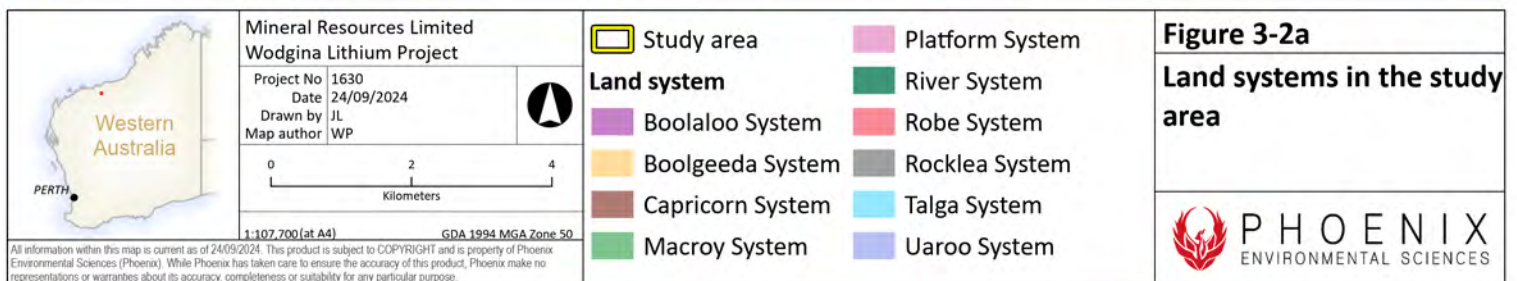 Western
Australia
PERTH
Mineral Resources Limited
Wodgina Lithium Project
Project No 1630
Date 24/09/2024
Drawn by JL
Map author WP
0 2 4
Kilometers
1:107,700(at A4) GDA 1994 MGA Zone 50
All information within this map is current as of 24/09/2024. This product is subject to COPYRIGHT and is property of Phoenix
Environmental Sciences (Phoenix). While Phoenix has taken care to ensure the accuracy of this product, Phoenix make no
representations or warranties about its accuracy, completeness or suitability for any particular purpose.
Study area
Land system
Boolaloo System
Boolgeeda System
Capricorn System
Macroy System
Platform System
River System
Robe System
Rocklea System
Talga System
Uaroo System
Figure 3-2a
Land systems in the study
area
PHOENIX
ENVIRONMENTAL SCIENCES